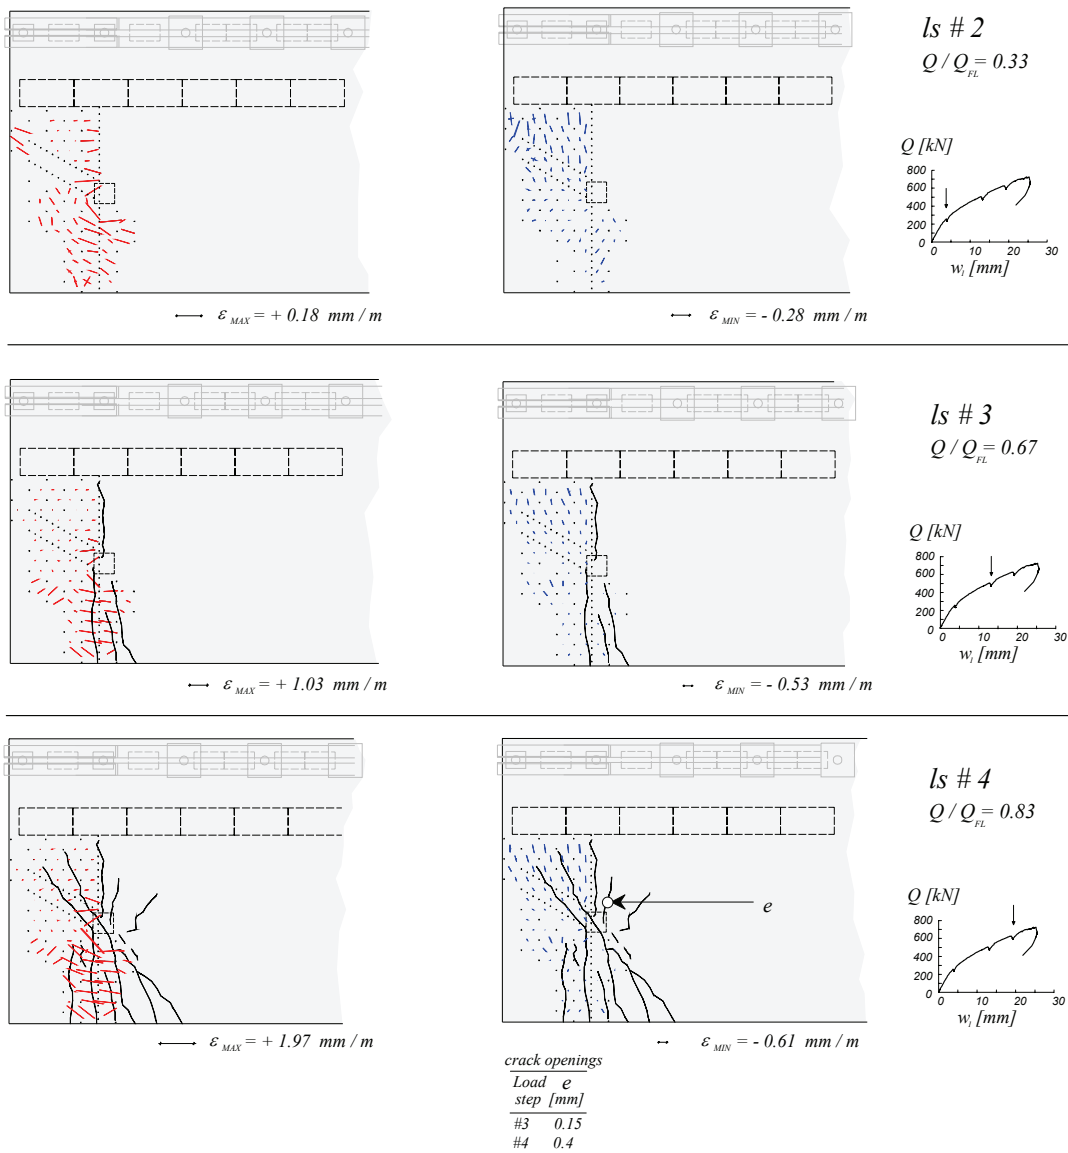 ls # 2
Q / Q_FL = 0.33
Q [kN]
800
600
400
200
0
0 10 20 30
w_l [mm]
ε_MAX = + 0.18 mm / m
ε_MIN = - 0.28 mm / m
ls # 3
Q / Q_FL = 0.67
Q [kN]
800
600
400
200
0
0 10 20 30
w_l [mm]
ε_MAX = + 1.03 mm / m
ε_MIN = - 0.53 mm / m
ls # 4
Q / Q_FL = 0.83
e
Q [kN]
800
600
400
200
0
0 10 20 30
w_l [mm]
ε_MAX = + 1.97 mm / m
ε_MIN = - 0.61 mm / m
crack openings
Load e
step [mm]
#3 0.15
#4 0.4